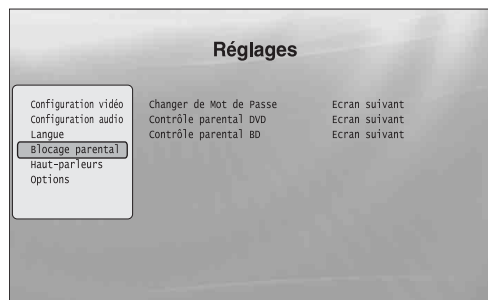 Réglages
Configuration vidéo Changer de Mot de Passe Ecran suivant
Configuration audio Contrôle parental DVD Ecran suivant
Langue Contrôle parental BD Ecran suivant
Blocage parental
Haut-parleurs
Options